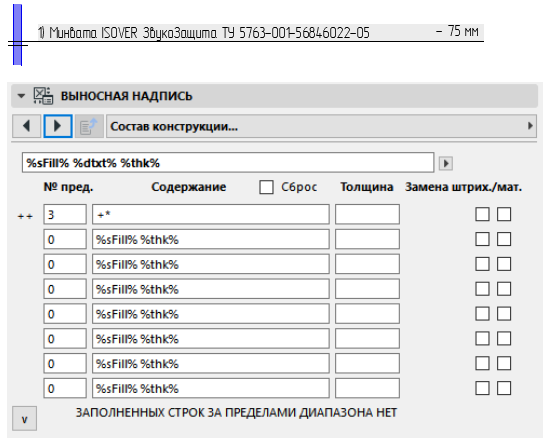 1) Минвата ISOVER ЗвукоЗащита ТУ 5763-001-56846022-05 - 75 мм
ВЫНОСНАЯ НАДПИСЬ
Состав конструкции...
%sFill% %dtxt% %thk%
№ пред. Содержание Сброс Толщина Замена штрих./мат.
++ 3 +*
0 %sFill% %thk%
0 %sFill% %thk%
0 %sFill% %thk%
0 %sFill% %thk%
0 %sFill% %thk%
0 %sFill% %thk%
0 %sFill% %thk%
v ЗАПОЛНЕННЫХ СТРОК ЗА ПРЕДЕЛАМИ ДИАПАЗОНА НЕТ